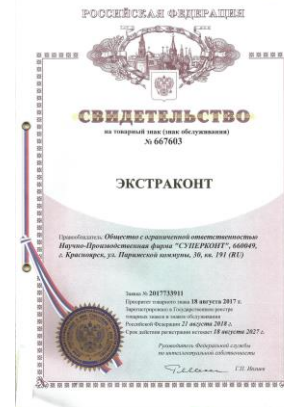 РОССИЙСКАЯ ФЕДЕРАЦИЯ
СВИДЕТЕЛЬСТВО
на товарный знак (знак обслуживания)
№ 667603
ЭКСТРАКОНТ
Правообладатель: Общество с ограниченной ответственностью
Научно-Производственная фирма "СУПЕРКОНТ", 660049,
г. Красноярск, ул. Парижской коммуны, 30, кв. 191 (RU)
Заявка № 2017733911
Приоритет товарного знака 18 августа 2017 г.
Зарегистрировано в Государственном реестре
товарных знаков и знаков обслуживания
Российской Федерации 21 августа 2018 г.
Срок действия регистрации истекает 18 августа 2027 г.
Руководитель Федеральной службы
по интеллектуальной собственности
Г.П. Ивлиев